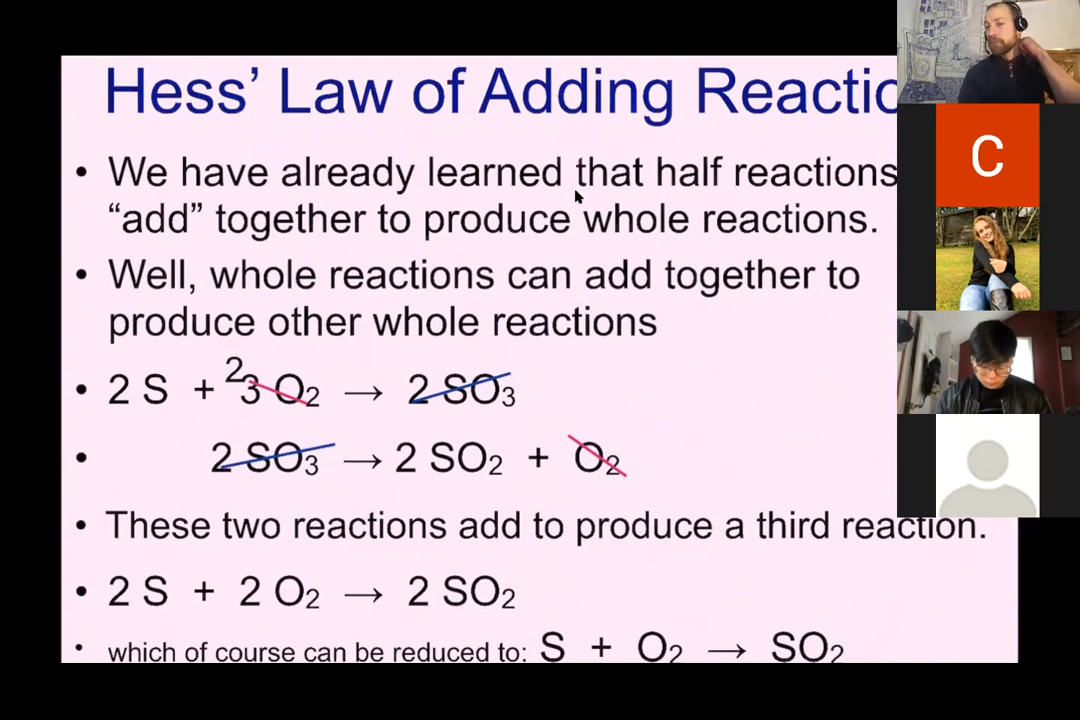 Hess’ Law of Adding Reactio
• We have already learned that half reactions
“add” together to produce whole reactions.
• Well, whole reactions can add together to
produce other whole reactions
• 2 S + 2 3 O₂ → 2 SO₃
• 2 SO₃ → 2 SO₂ + O₂
• These two reactions add to produce a third reaction.
• 2 S + 2 O₂ → 2 SO₂
• which of course can be reduced to: S + O₂ → SO₂
C